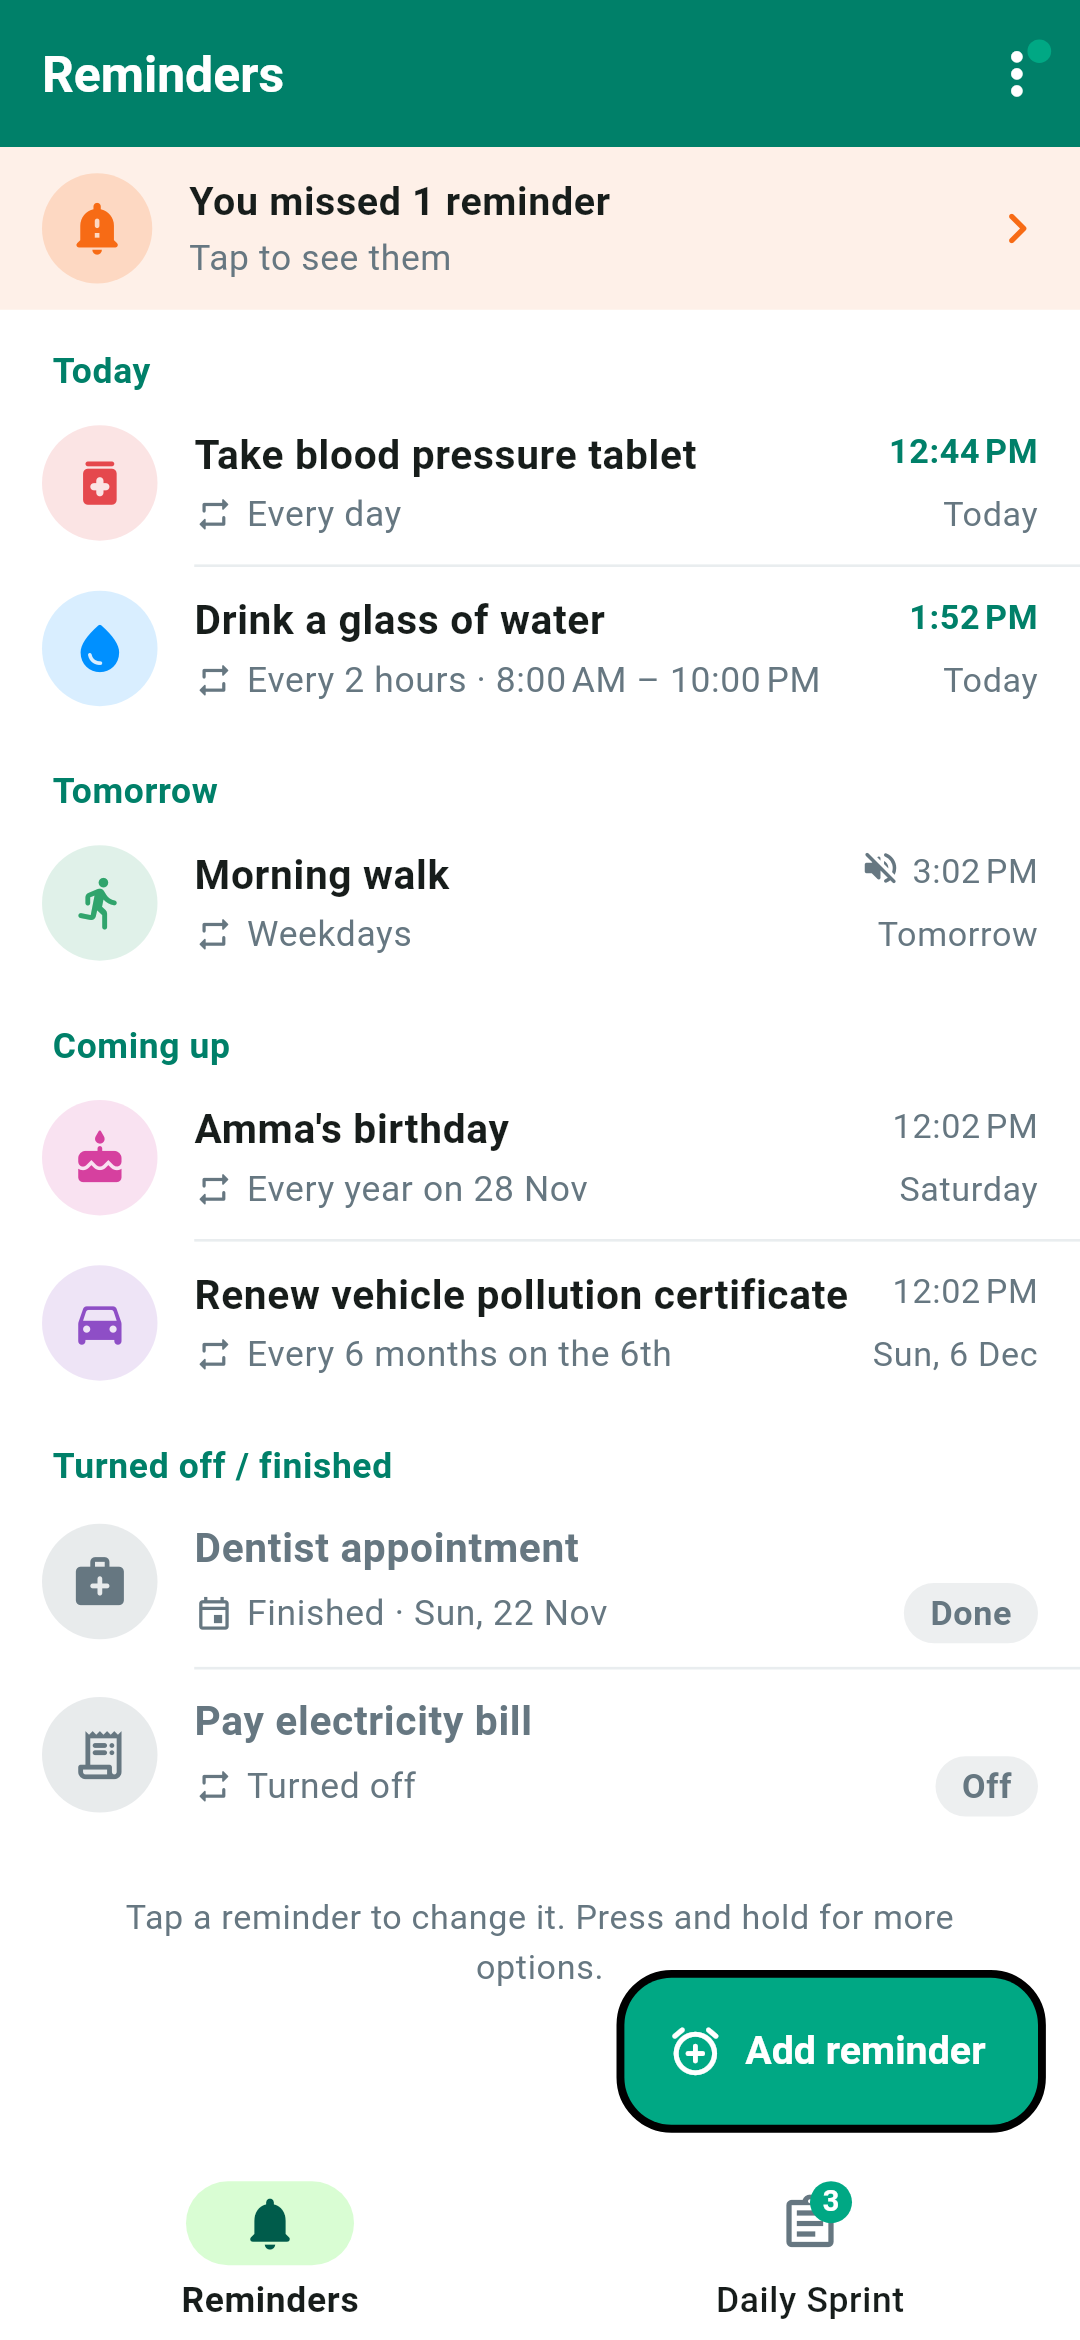 Reminders
You missed 1 reminder
Tap to see them
Today
Take blood pressure tablet
12:44 PM
Every day
Today
Drink a glass of water
1:52 PM
Every 2 hours · 8:00 AM – 10:00 PM
Today
Tomorrow
Morning walk
3:02 PM
Weekdays
Tomorrow
Coming up
Amma's birthday
12:02 PM
Every year on 28 Nov
Saturday
Renew vehicle pollution certificate
12:02 PM
Every 6 months on the 6th
Sun, 6 Dec
Turned off / finished
Dentist appointment
Finished · Sun, 22 Nov
Done
Pay electricity bill
Turned off
Off
Tap a reminder to change it. Press and hold for more
options.
Add reminder
3
Reminders
Daily Sprint